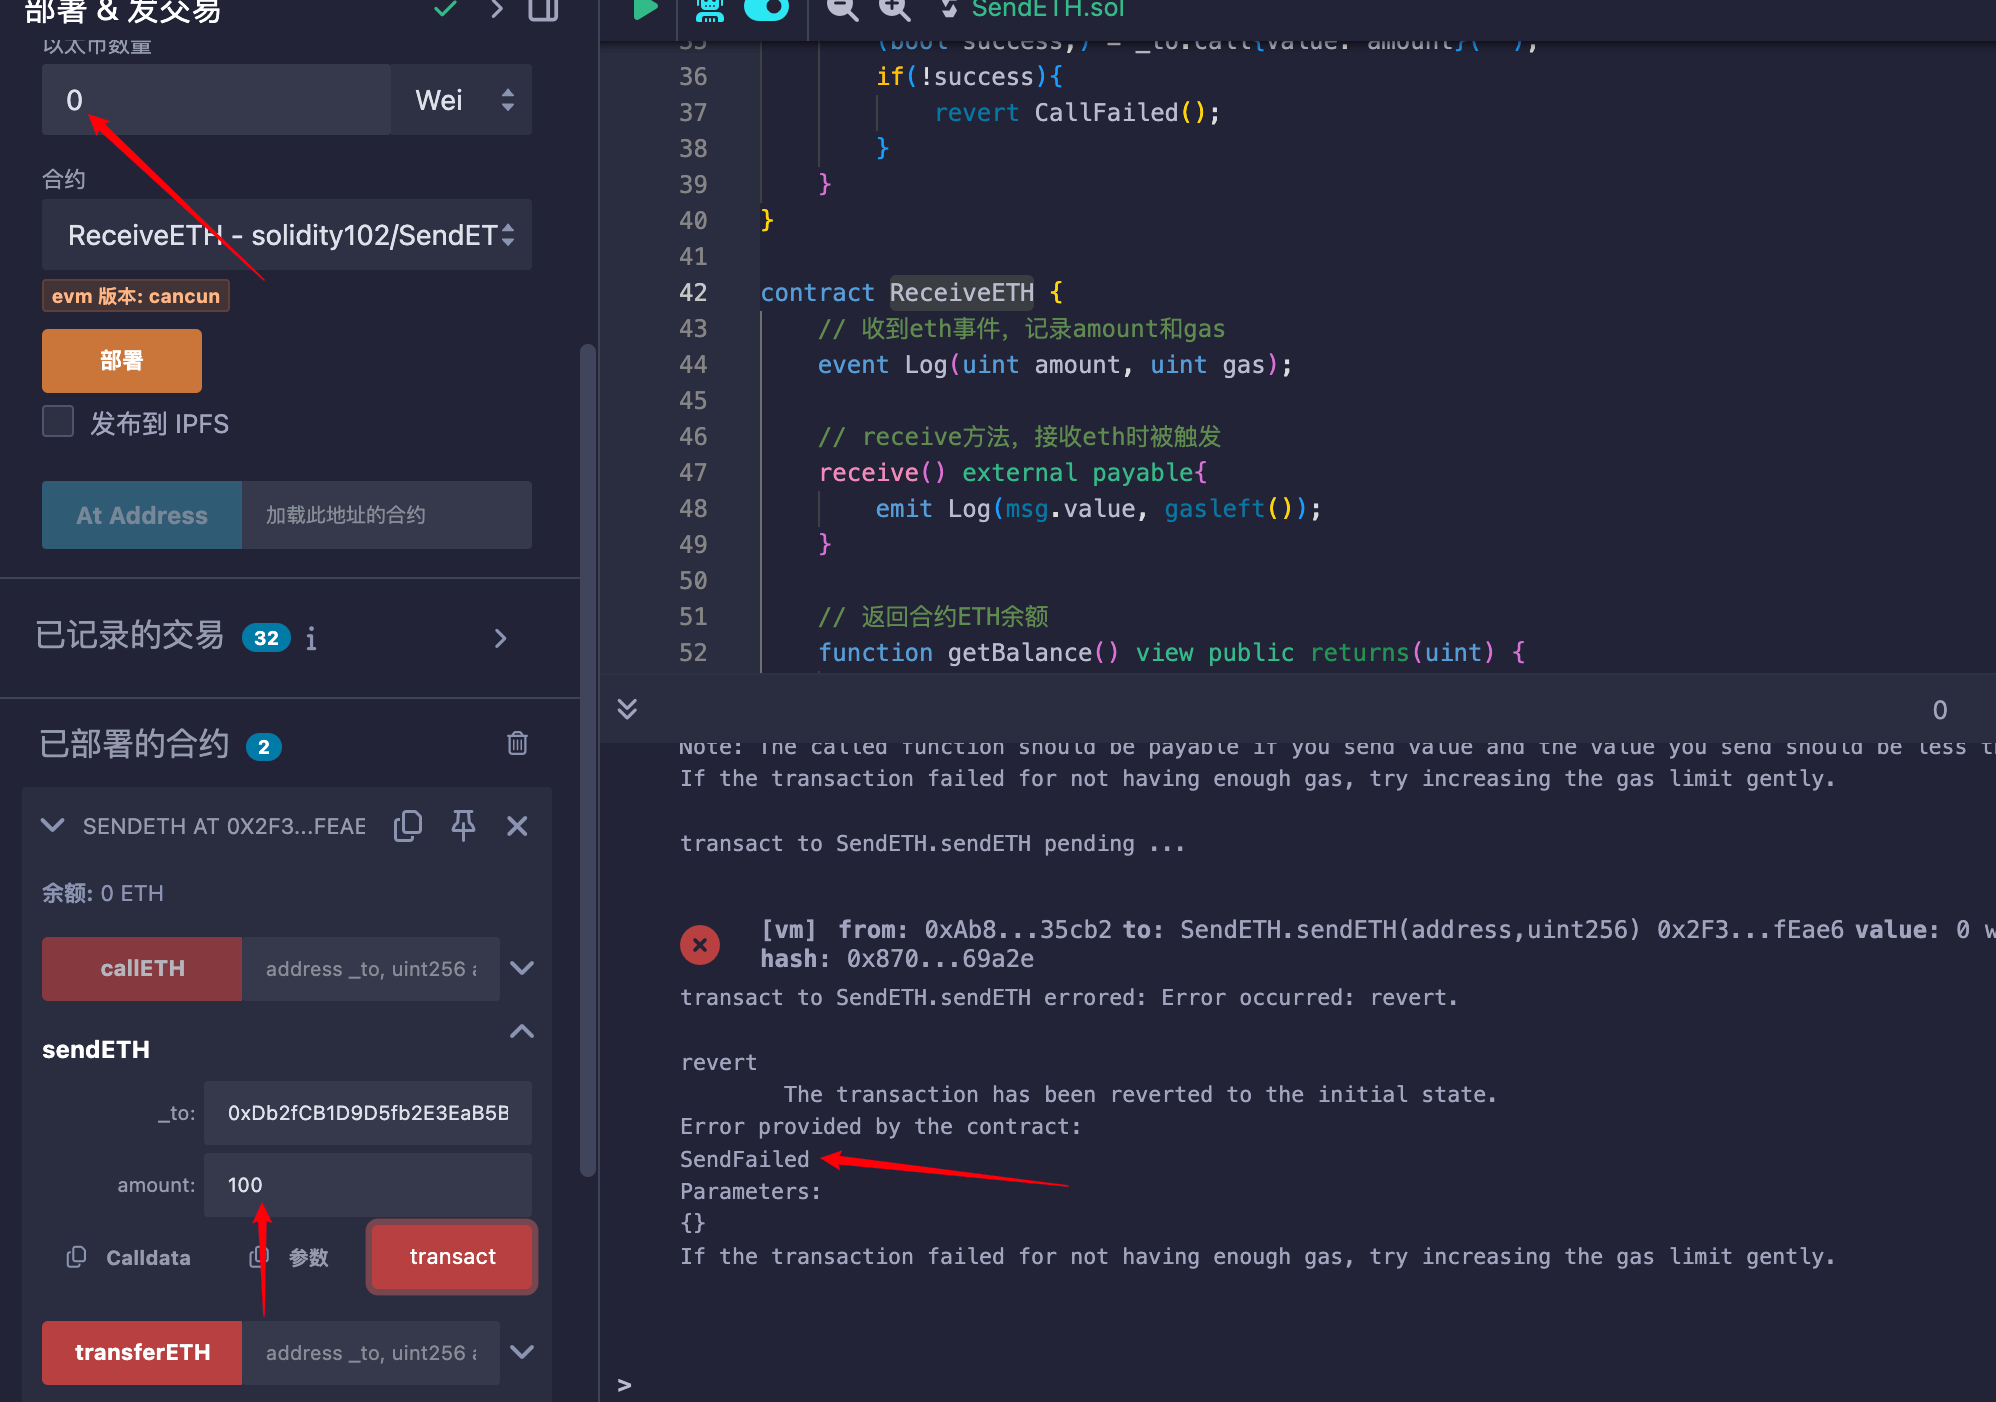 部署 & 发交易
以太币数量
0
Wei
合约
ReceiveETH - solidity102/SendET
evm 版本: cancun
部署
发布到 IPFS
At Address
加载此地址的合约
已记录的交易 32 i
已部署的合约 2
SENDETH AT 0X2F3...FEAE
余额: 0 ETH
callETH
address _to, uint256 a
sendETH
_to:
0xDb2fCB1D9D5fb2E3EaB5B
amount:
100
Calldata
参数
transact
transferETH
address _to, uint256 a
SendETH.sol
35 (bool success,) = _to.call{value: amount}("");
36 if(!success){
37 revert CallFailed();
38 }
39 }
40 }
41
42 contract ReceiveETH {
43 // 收到eth事件，记录amount和gas
44 event Log(uint amount, uint gas);
45
46 // receive方法，接收eth时被触发
47 receive() external payable{
48 emit Log(msg.value, gasleft());
49 }
50
51 // 返回合约ETH余额
52 function getBalance() view public returns(uint) {
0
Note: The called function should be payable if you send value and the value you send should be less t
If the transaction failed for not having enough gas, try increasing the gas limit gently.
transact to SendETH.sendETH pending ...
[vm] from: 0xAb8...35cb2 to: SendETH.sendETH(address,uint256) 0x2F3...fEae6 value: 0 w
hash: 0x870...69a2e
transact to SendETH.sendETH errored: Error occurred: revert.
revert
The transaction has been reverted to the initial state.
Error provided by the contract:
SendFailed
Parameters:
{}
If the transaction failed for not having enough gas, try increasing the gas limit gently.
>